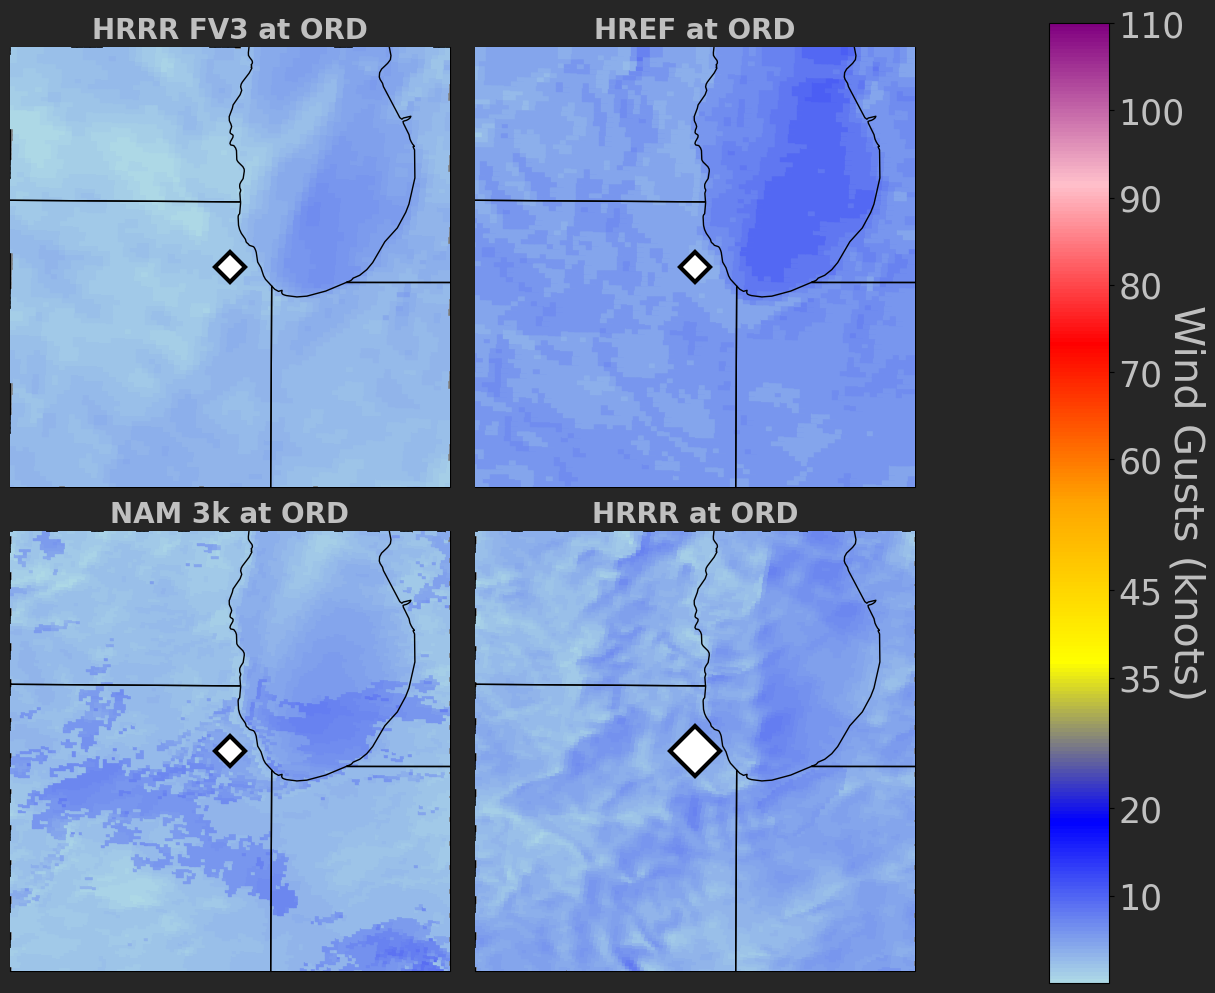 HRRR FV3 at ORD
HREF at ORD
NAM 3k at ORD
HRRR at ORD
110
100
90
80
70
60
45
35
20
10
Wind Gusts (knots)